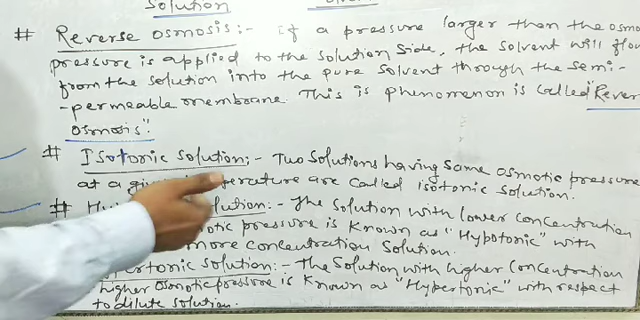 Solution
# Reverse osmosis:- If a pressure larger than the osmo
pressure is applied to the solution side, the solvent will flow
from the solution into the pure solvent through the semi-
-permeable membrane. This is phenomenon is called "Rever
osmosis".
# Isotonic solution:- Two solutions having same osmotic pressure
at a given temperature are called isotonic solution.
# lution:- The solution with lower concentration
otic pressure is known as "Hypotonic" with
more concentration solution.
pertonic solution:- The solution with higher concentration
higher osmotic pressure is known as "Hypertonic" with respect
to dilute solution.